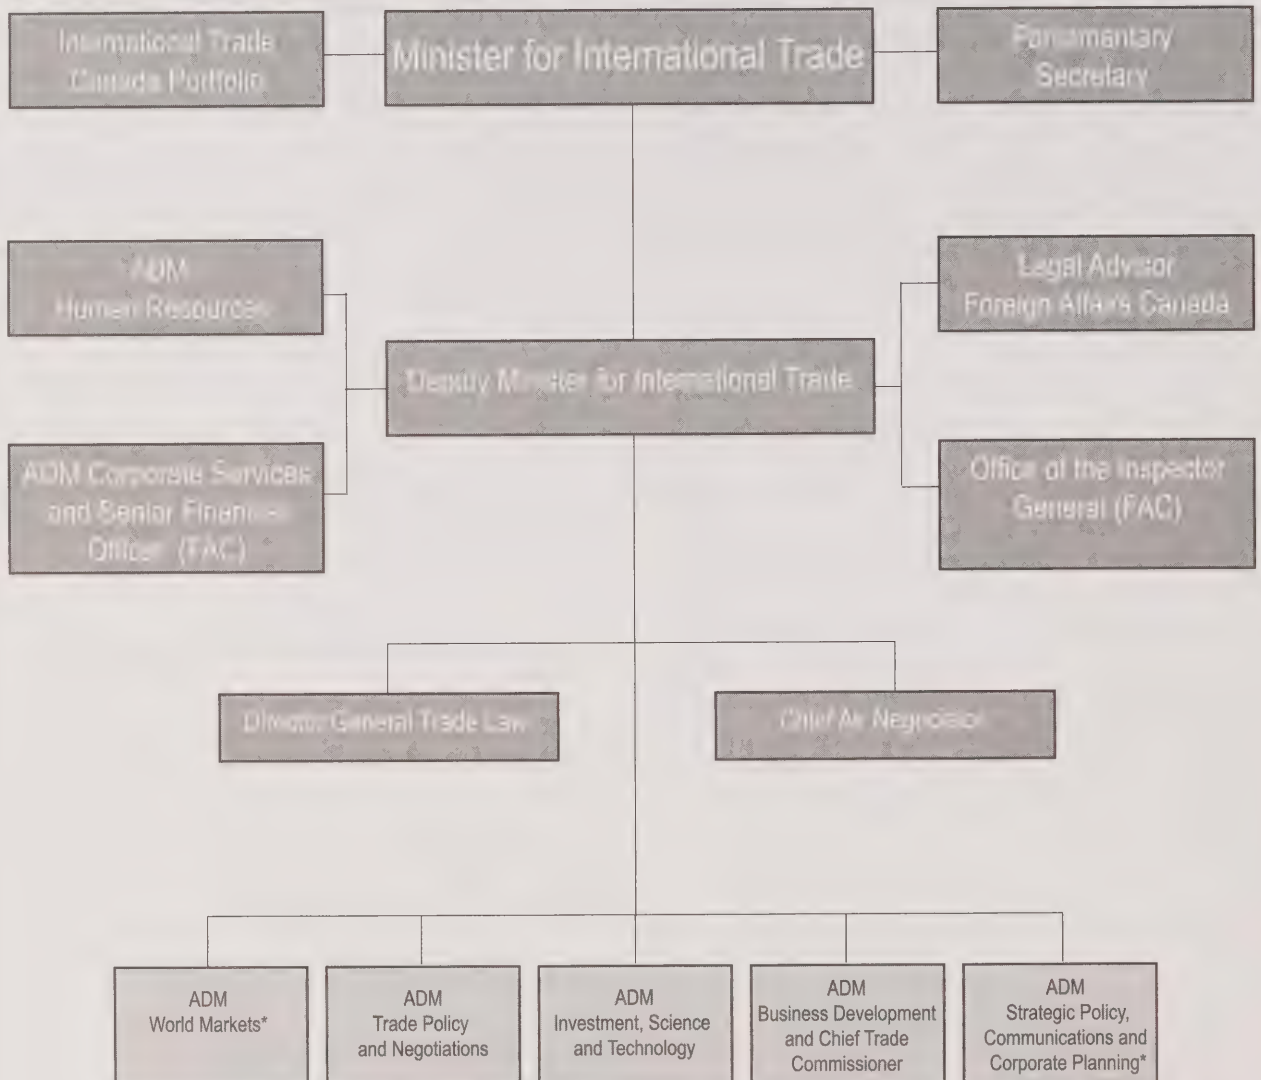 International Trade
Canada Portfolio
Minister for International Trade
Parliamentary
Secretary
ADM
Human Resources
Legal Advisor
Foreign Affairs Canada
Deputy Minister for International Trade
ADM Corporate Services
and Senior Financial
Officer (FAC)
Office of the Inspector
General (FAC)
Director General Trade Law
Chief Air Negotiator
ADM
World Markets*
ADM
Trade Policy
and Negotiations
ADM
Investment, Science
and Technology
ADM
Business Development
and Chief Trade
Commissioner
ADM
Strategic Policy,
Communications and
Corporate Planning*